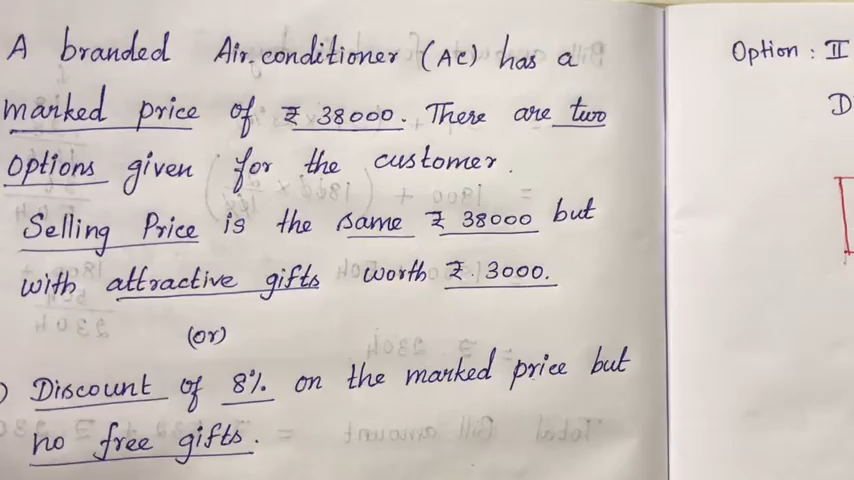 A branded Air.conditioner (AC) has a
marked price of ₹ 38000. There are two
options given for the customer.
Selling Price is the same ₹ 38000 but
with attractive gifts worth ₹. 3000.
(or)
) Discount of 8% on the marked price but
no free gifts.
Option : II
D